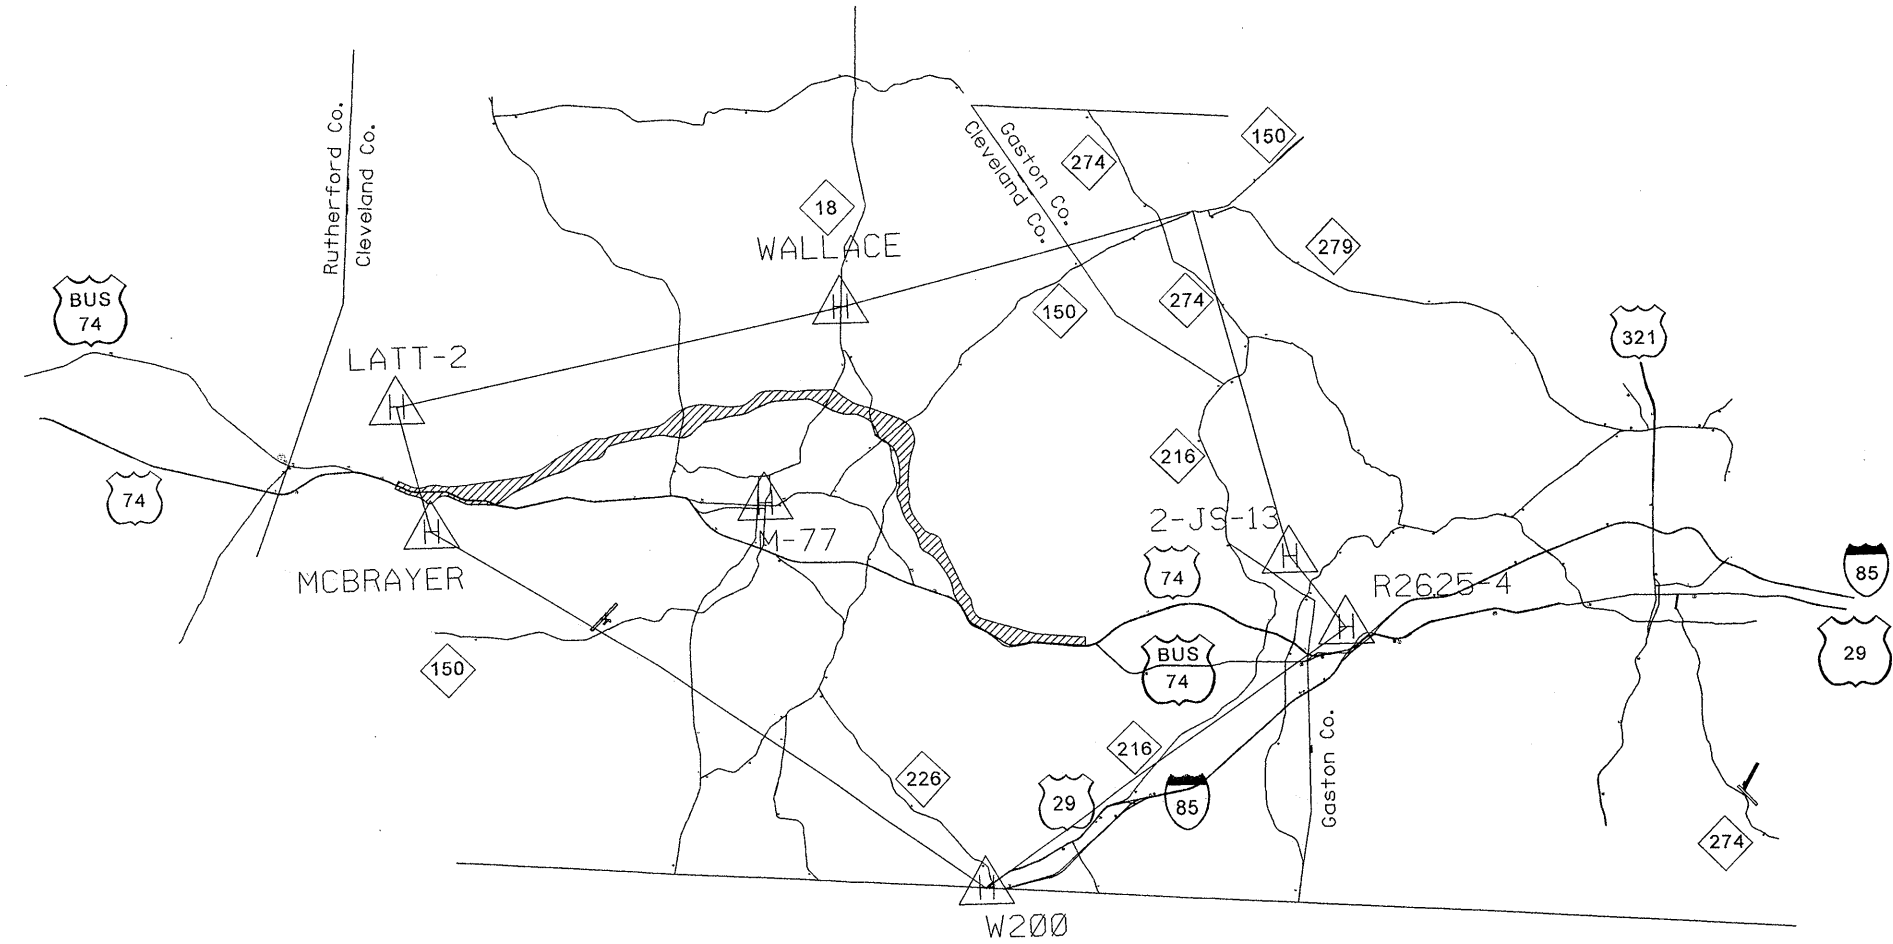 150
Rutherford Co.
Cleveland Co.
Gaston Co.
Cleveland Co.
274
18
WALLACE
279
BUS
74
274
150
321
LATT-2
216
74
2-JS-13
M-77
74
R2625-4
85
MCBRAYER
29
150
BUS
74
216
Gaston Co.
226
29
85
274
W200